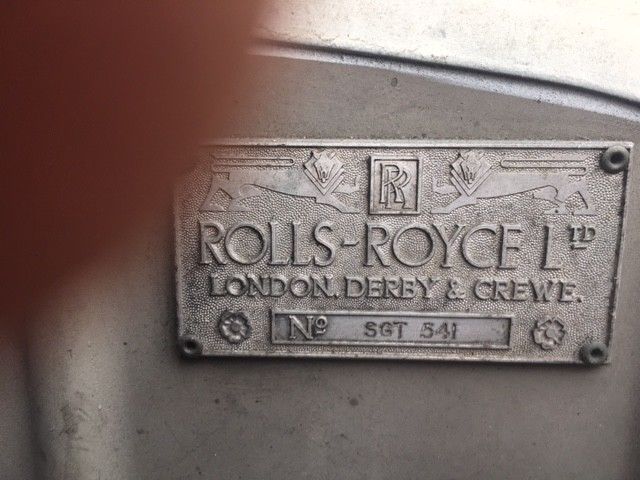 RR
ROLLS-ROYCE LTD
LONDON, DERBY & CREWE.
Nº SGT 541